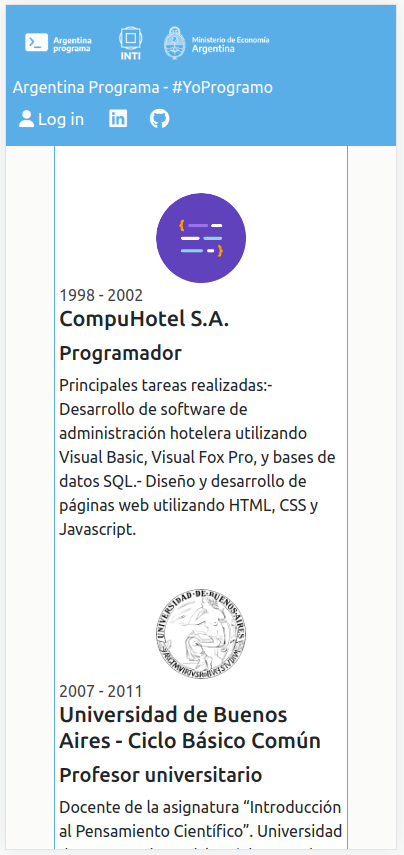 Argentina programa
INTI
Ministerio de Economía
Argentina
Argentina Programa - #YoProgramo
Log in
1998 - 2002
CompuHotel S.A.
Programador
Principales tareas realizadas:-
Desarrollo de software de
administración hotelera utilizando
Visual Basic, Visual Fox Pro, y bases de
datos SQL.- Diseño y desarrollo de
páginas web utilizando HTML, CSS y
Javascript.
UNIVERSIDAD·DE·BUENOS·AIRES
2007 - 2011
Universidad de Buenos
Aires - Ciclo Básico Común
Profesor universitario
Docente de la asignatura “Introducción
al Pensamiento Científico”. Universidad